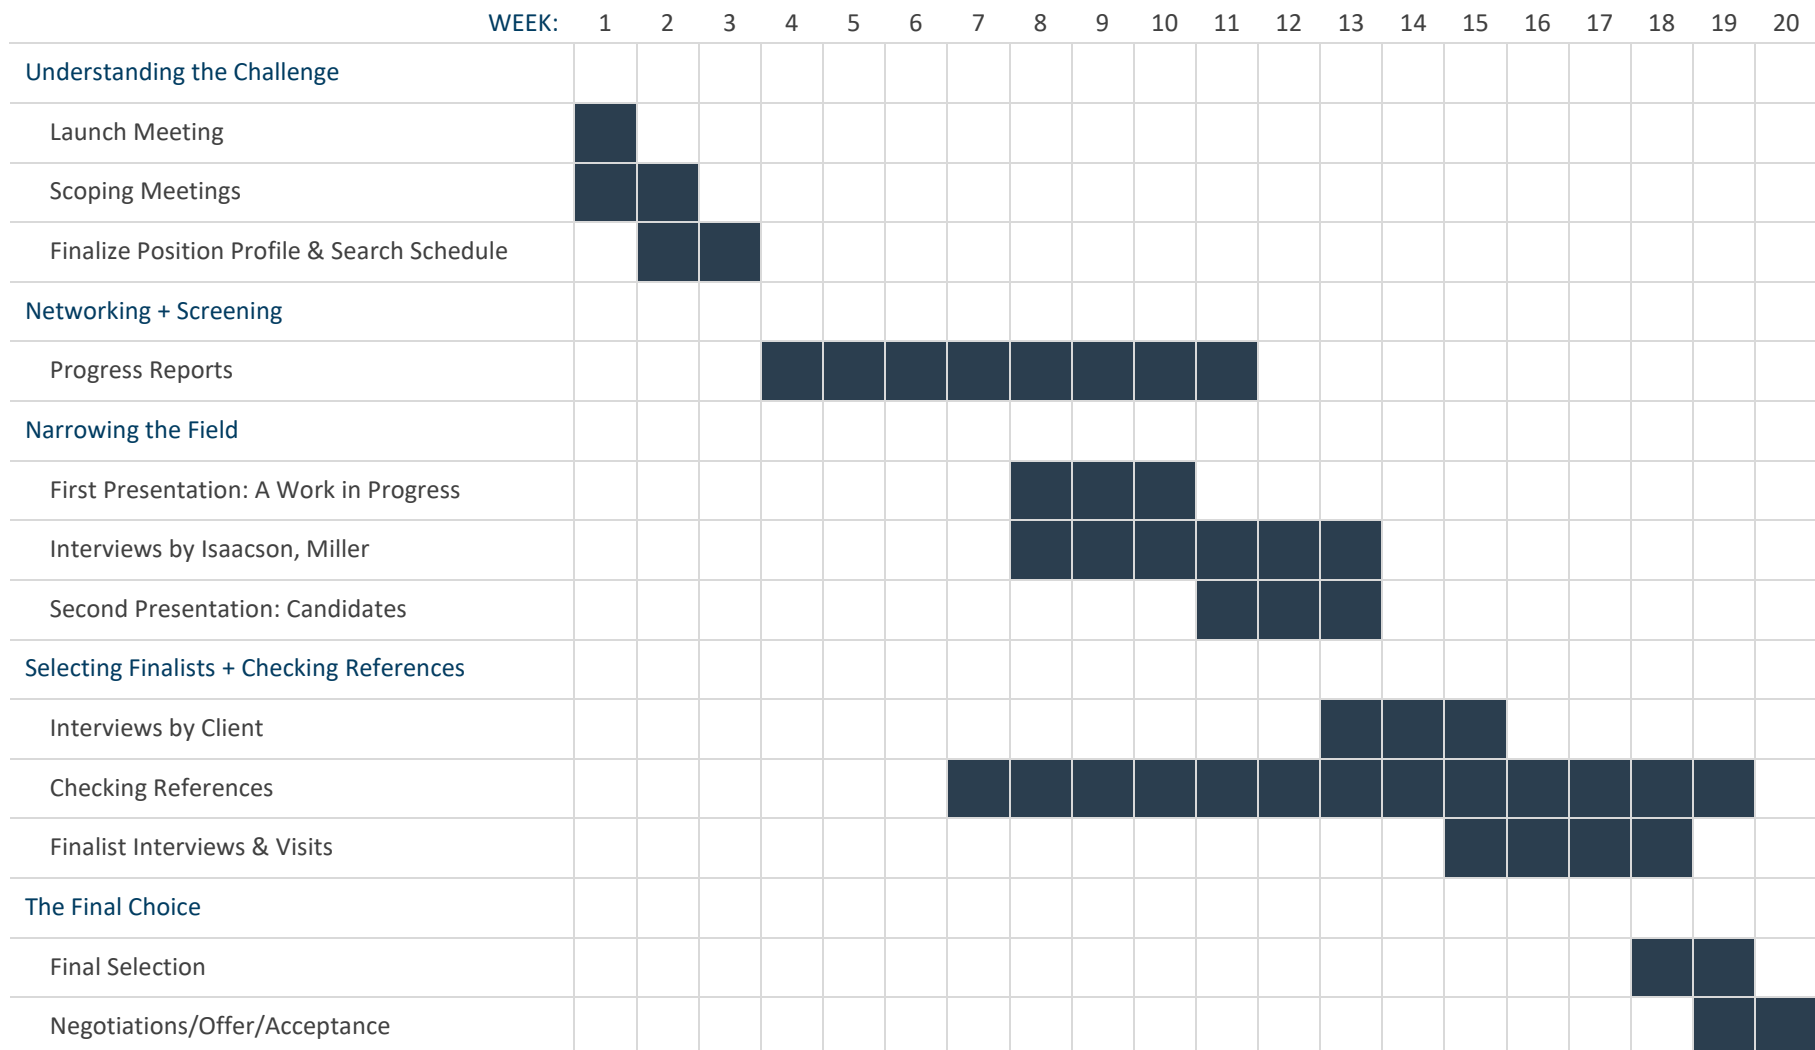 WEEK: 1 2 3 4 5 6 7 8 9 10 11 12 13 14 15 16 17 18 19 20
Understanding the Challenge
Launch Meeting
Scoping Meetings
Finalize Position Profile & Search Schedule
Networking + Screening
Progress Reports
Narrowing the Field
First Presentation: A Work in Progress
Interviews by Isaacson, Miller
Second Presentation: Candidates
Selecting Finalists + Checking References
Interviews by Client
Checking References
Finalist Interviews & Visits
The Final Choice
Final Selection
Negotiations/Offer/Acceptance